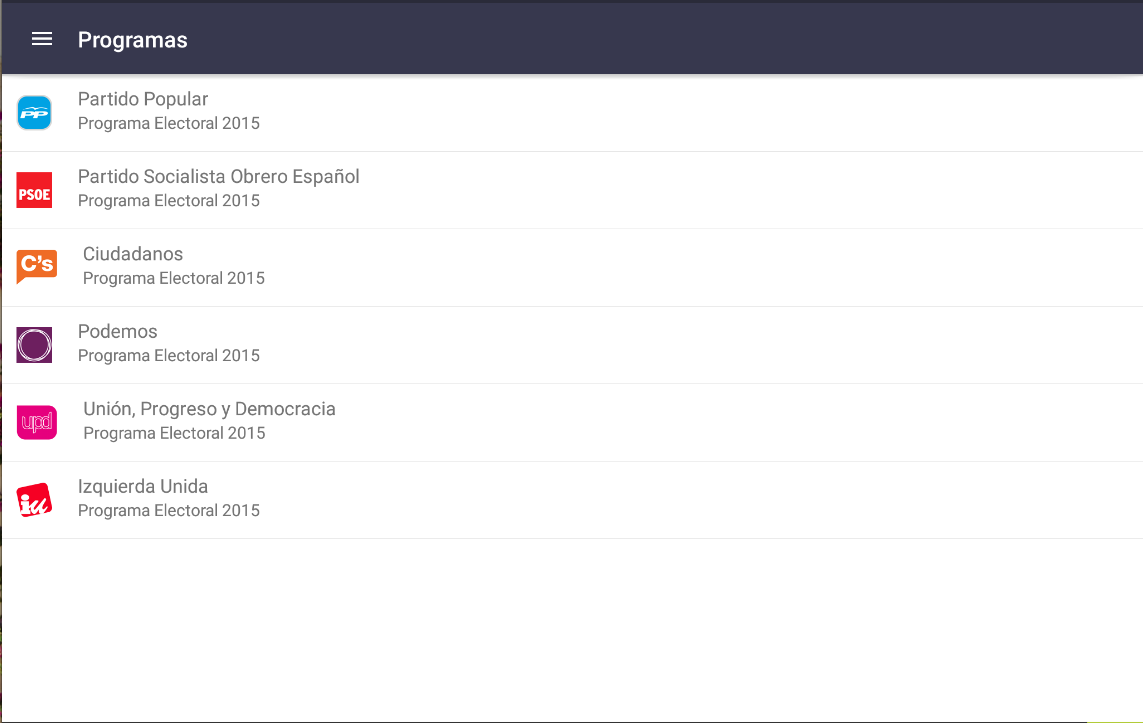 Programas
PP
Partido Popular
Programa Electoral 2015
PSOE
Partido Socialista Obrero Español
Programa Electoral 2015
C's
Ciudadanos
Programa Electoral 2015
Podemos
Programa Electoral 2015
upd
Unión, Progreso y Democracia
Programa Electoral 2015
iu
Izquierda Unida
Programa Electoral 2015